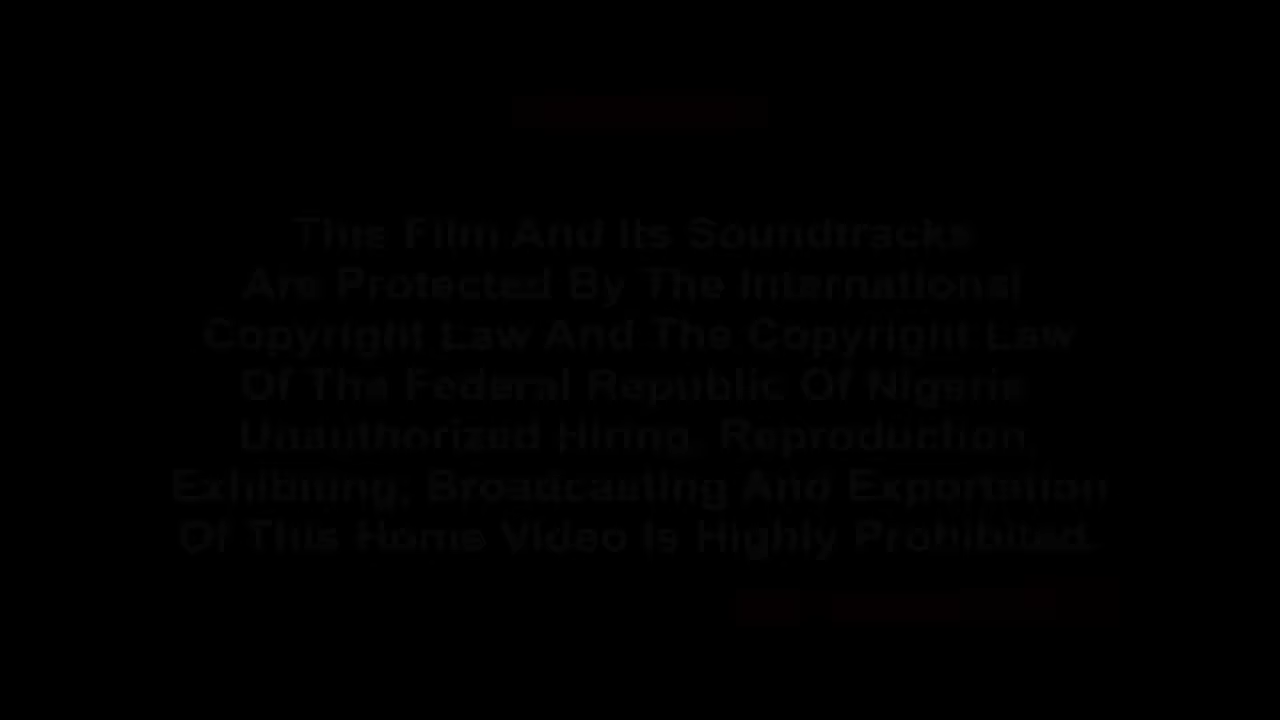 This Film And Its Soundtracks
Are Protected By The International
Copyright Law And The Copyright Law
Of The Federal Republic Of Nigeria
Unauthorized Hiring, Reproduction
Exhibiting, Broadcasting And Exportation
Of This Home Video Is Highly Prohibited.